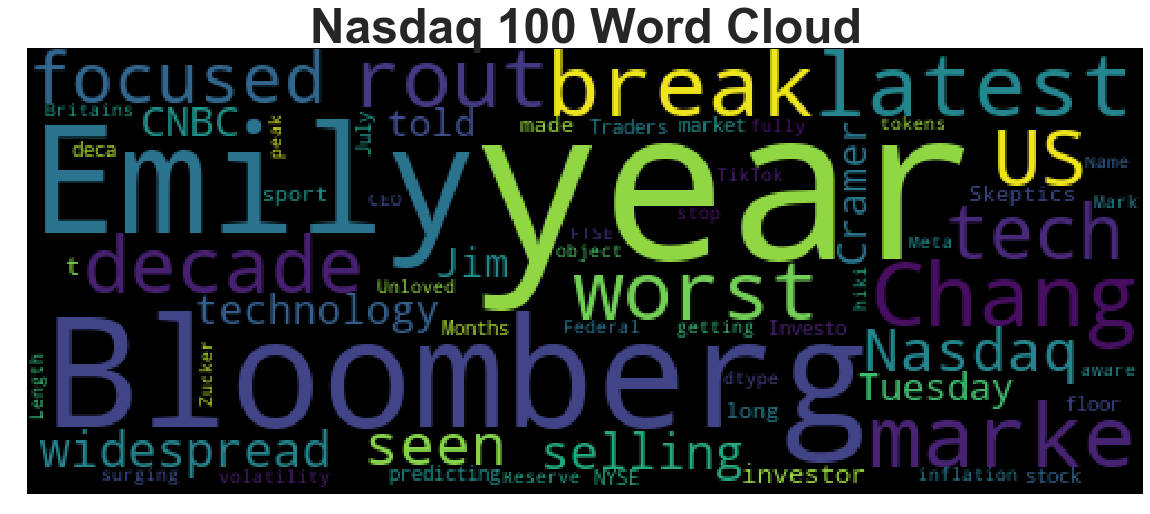 Nasdaq 100 Word Cloud
focused rout break latest
Britains CNBC peak July told made Traders market fully tokens
Emily year US
deca Cramer Name
sport CEO TikTok Skeptics Mark
stop tech
FTSE Meta
decade Jim object
t Unloved worst hiki Chang
technology Months Federal getting Investo
Bloomberg Nasdaq
Length Zucker dtype Tuesday aware
long floor
widespread seen selling marke
surging volatility predicting Reserve NYSE investor inflation stock